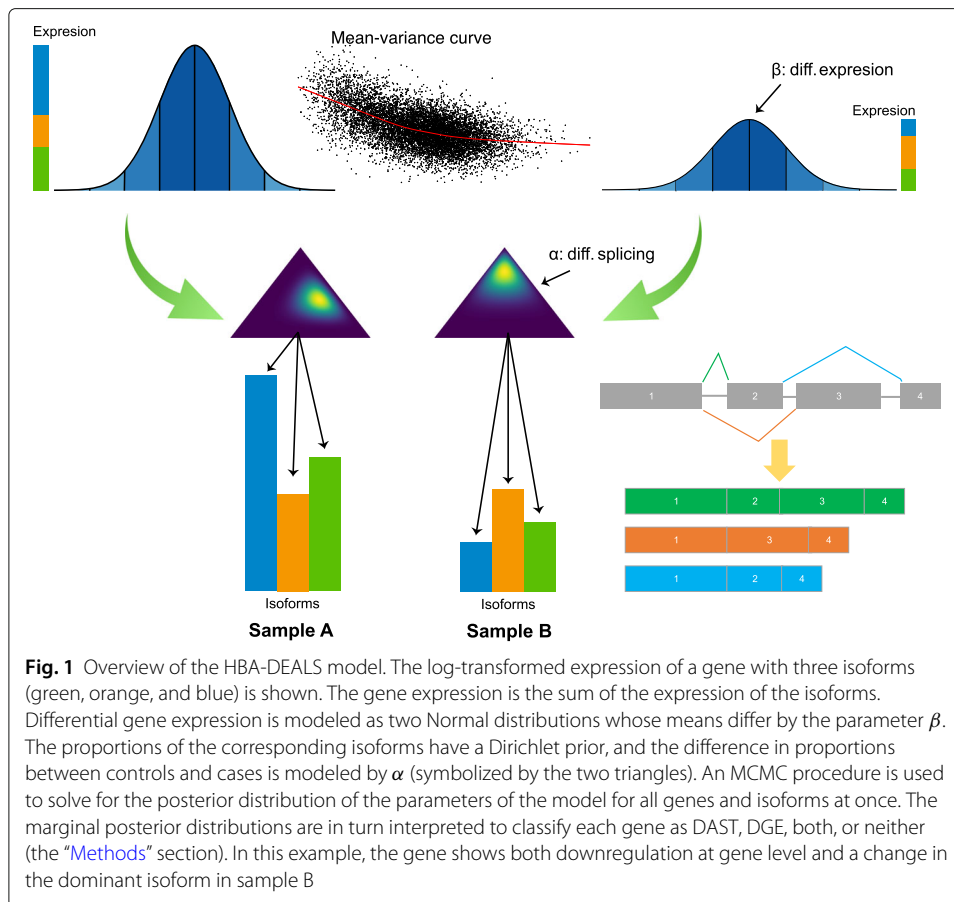 Expresion
Mean-variance curve
β: diff. expresion
Expresion
α: diff. splicing
1
2
3
4
1
2
3
4
1
3
4
1
2
4
Isoforms
Sample A
Isoforms
Sample B
Fig. 1 Overview of the HBA-DEALS model. The log-transformed expression of a gene with three isoforms
(green, orange, and blue) is shown. The gene expression is the sum of the expression of the isoforms.
Differential gene expression is modeled as two Normal distributions whose means differ by the parameter β.
The proportions of the corresponding isoforms have a Dirichlet prior, and the difference in proportions
between controls and cases is modeled by α (symbolized by the two triangles). An MCMC procedure is used
to solve for the posterior distribution of the parameters of the model for all genes and isoforms at once. The
marginal posterior distributions are in turn interpreted to classify each gene as DAST, DGE, both, or neither
(the “Methods” section). In this example, the gene shows both downregulation at gene level and a change in
the dominant isoform in sample B